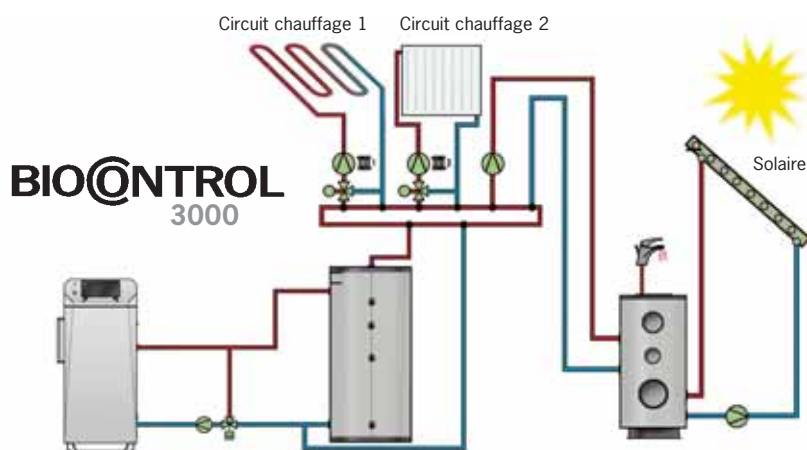 Circuit chauffage 1
Circuit chauffage 2
Solaire
BIOCONTROL
3000